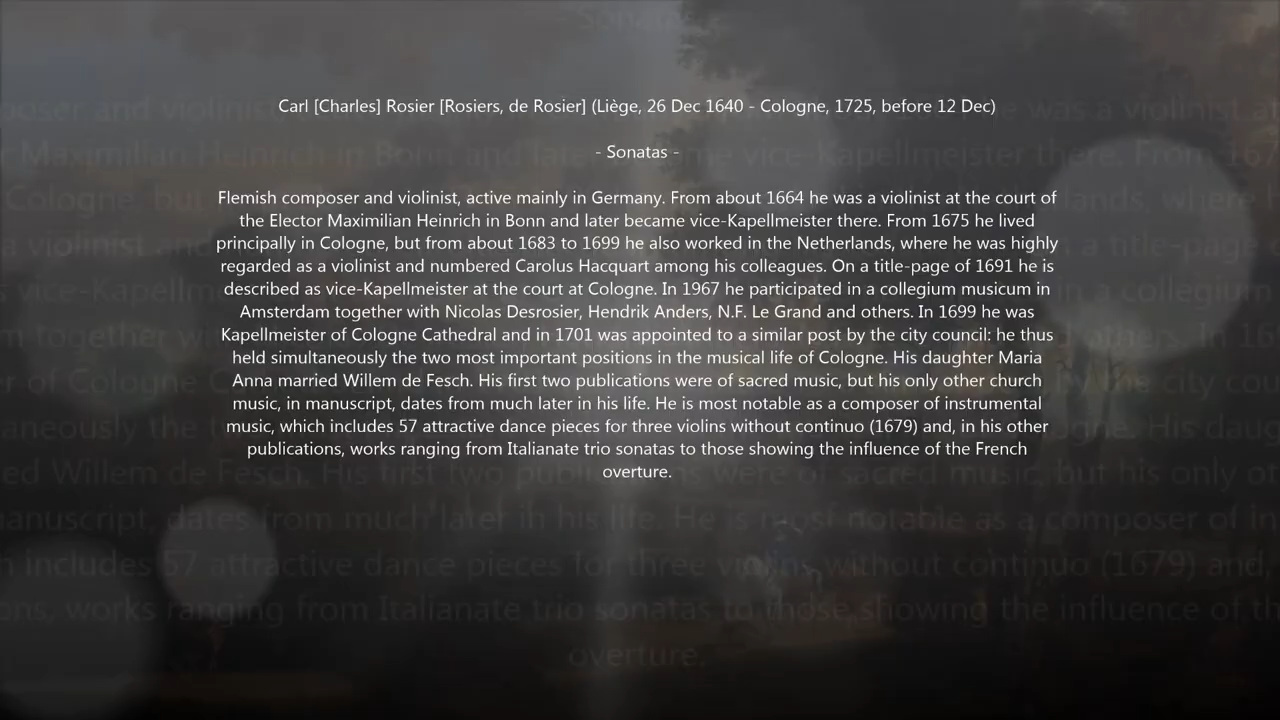 Carl [Charles] Rosier [Rosiers, de Rosier] (Liège, 26 Dec 1640 - Cologne, 1725, before 12 Dec)
- Sonatas -
Flemish composer and violinist, active mainly in Germany. From about 1664 he was a violinist at the court of
the Elector Maximilian Heinrich in Bonn and later became vice-Kapellmeister there. From 1675 he lived
principally in Cologne, but from about 1683 to 1699 he also worked in the Netherlands, where he was highly
regarded as a violinist and numbered Carolus Hacquart among his colleagues. On a title-page of 1691 he is
described as vice-Kapellmeister at the court at Cologne. In 1967 he participated in a collegium musicum in
Amsterdam together with Nicolas Desrosier, Hendrik Anders, N.F. Le Grand and others. In 1699 he was
Kapellmeister of Cologne Cathedral and in 1701 was appointed to a similar post by the city council: he thus
held simultaneously the two most important positions in the musical life of Cologne. His daughter Maria
Anna married Willem de Fesch. His first two publications were of sacred music, but his only other church
music, in manuscript, dates from much later in his life. He is most notable as a composer of instrumental
music, which includes 57 attractive dance pieces for three violins without continuo (1679) and, in his other
publications, works ranging from Italianate trio sonatas to those showing the influence of the French
overture.